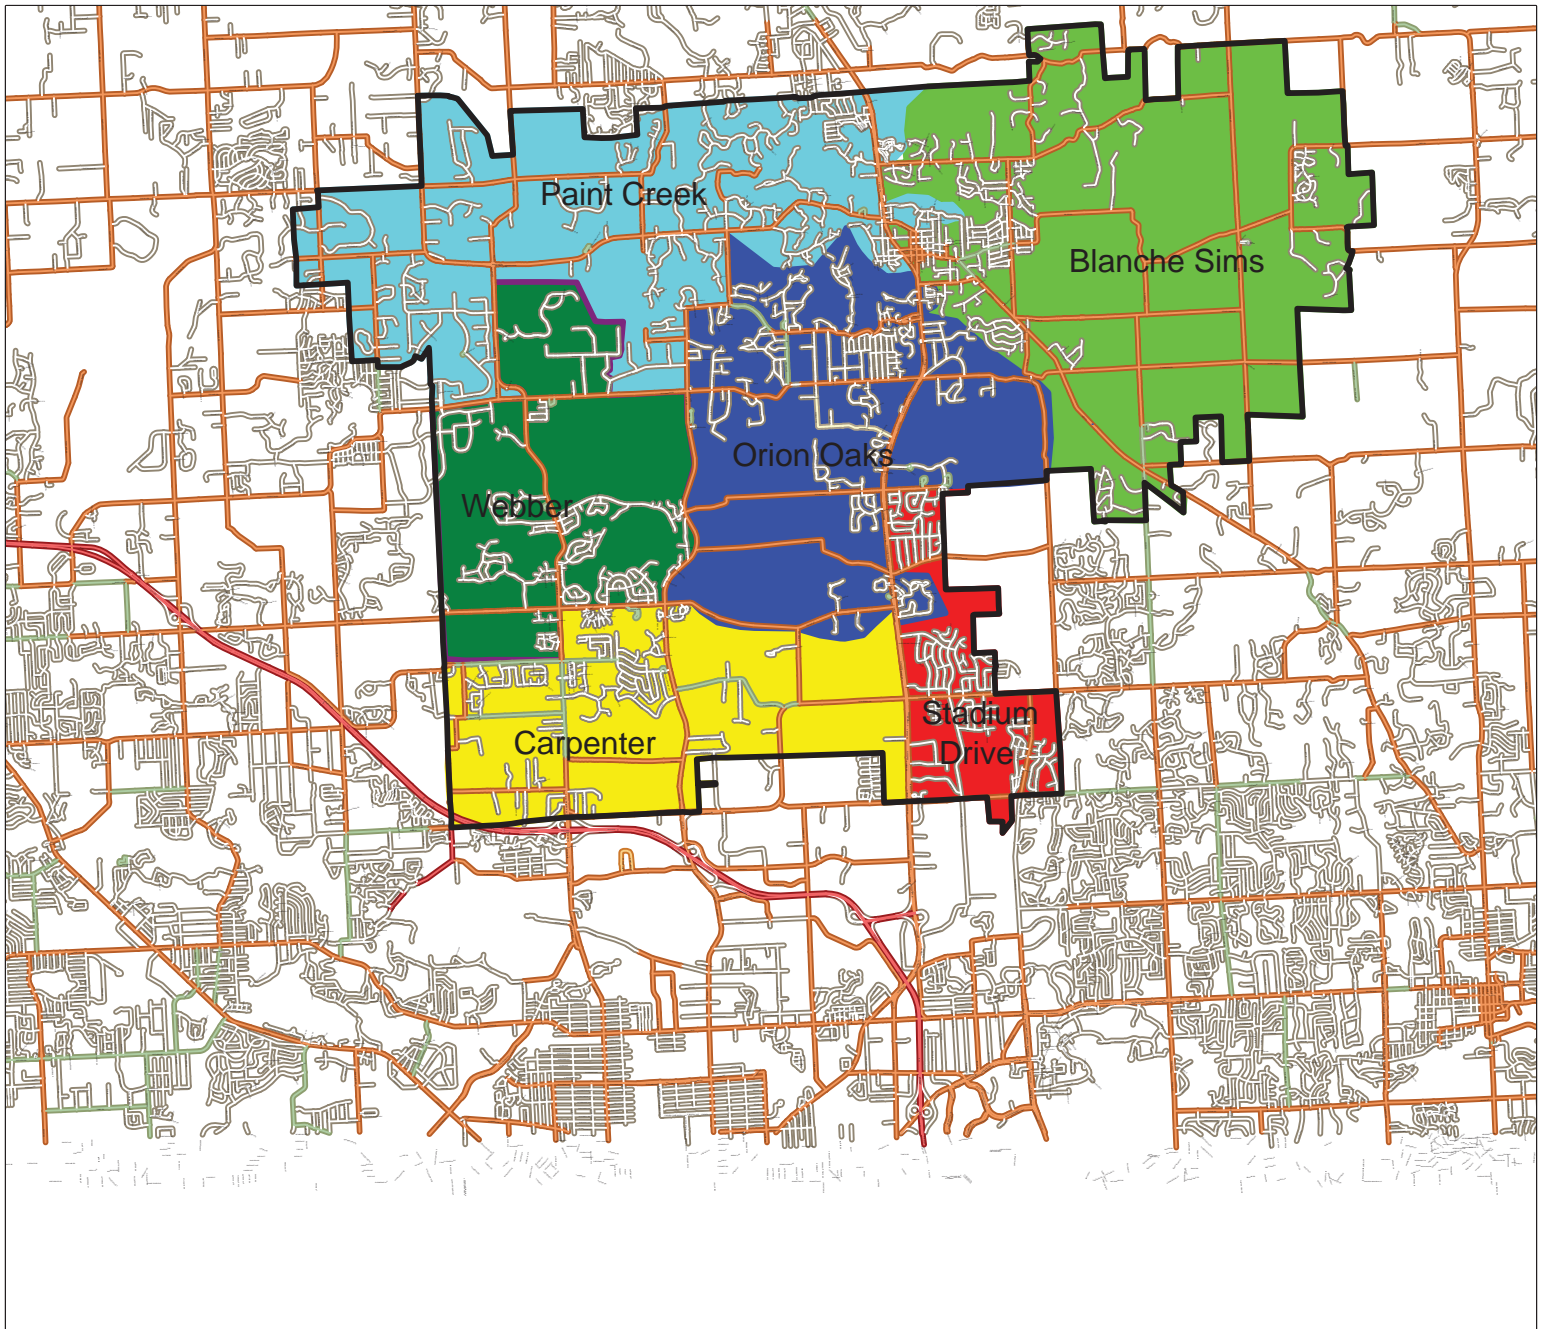 Paint Creek
Blanche Sims
Orion Oaks
Webber
Stadium
Drive
Carpenter